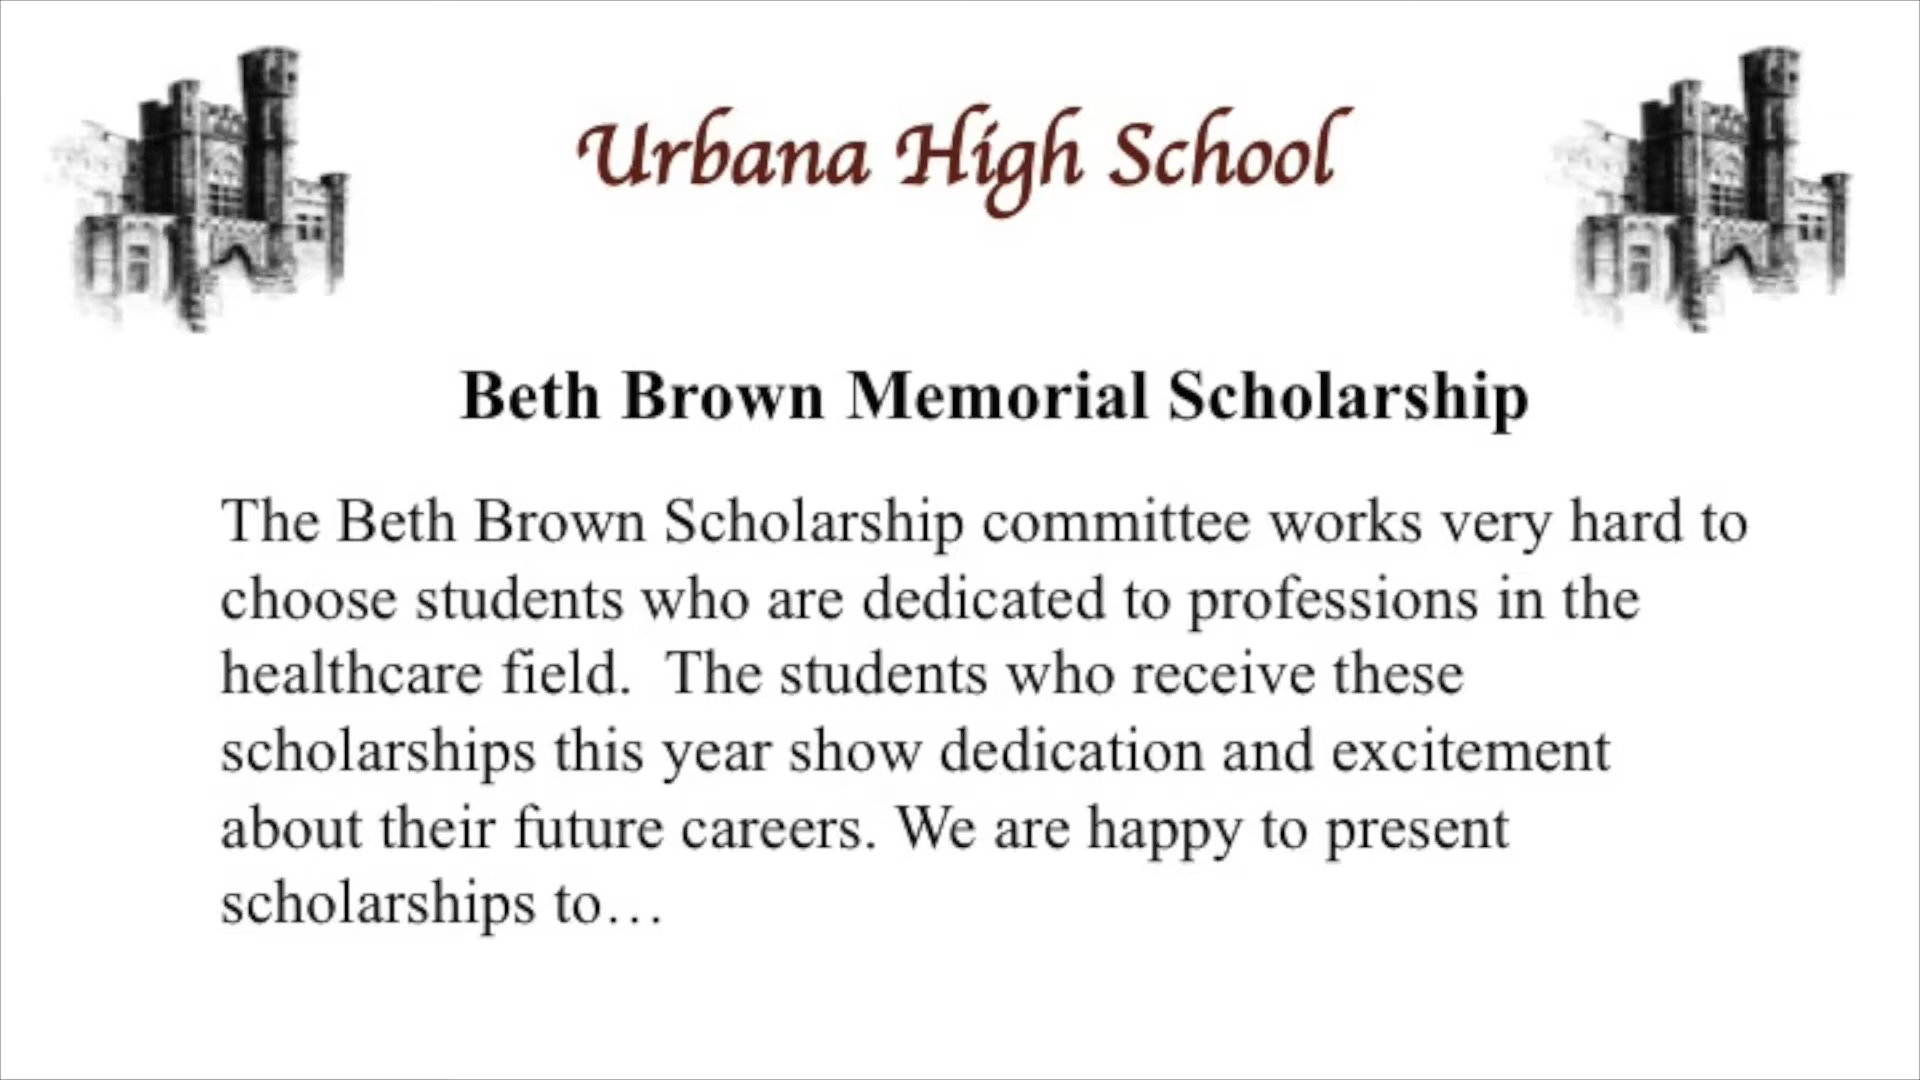 Urbana High School
Beth Brown Memorial Scholarship
The Beth Brown Scholarship committee works very hard to
choose students who are dedicated to professions in the
healthcare field.  The students who receive these
scholarships this year show dedication and excitement
about their future careers. We are happy to present
scholarships to…